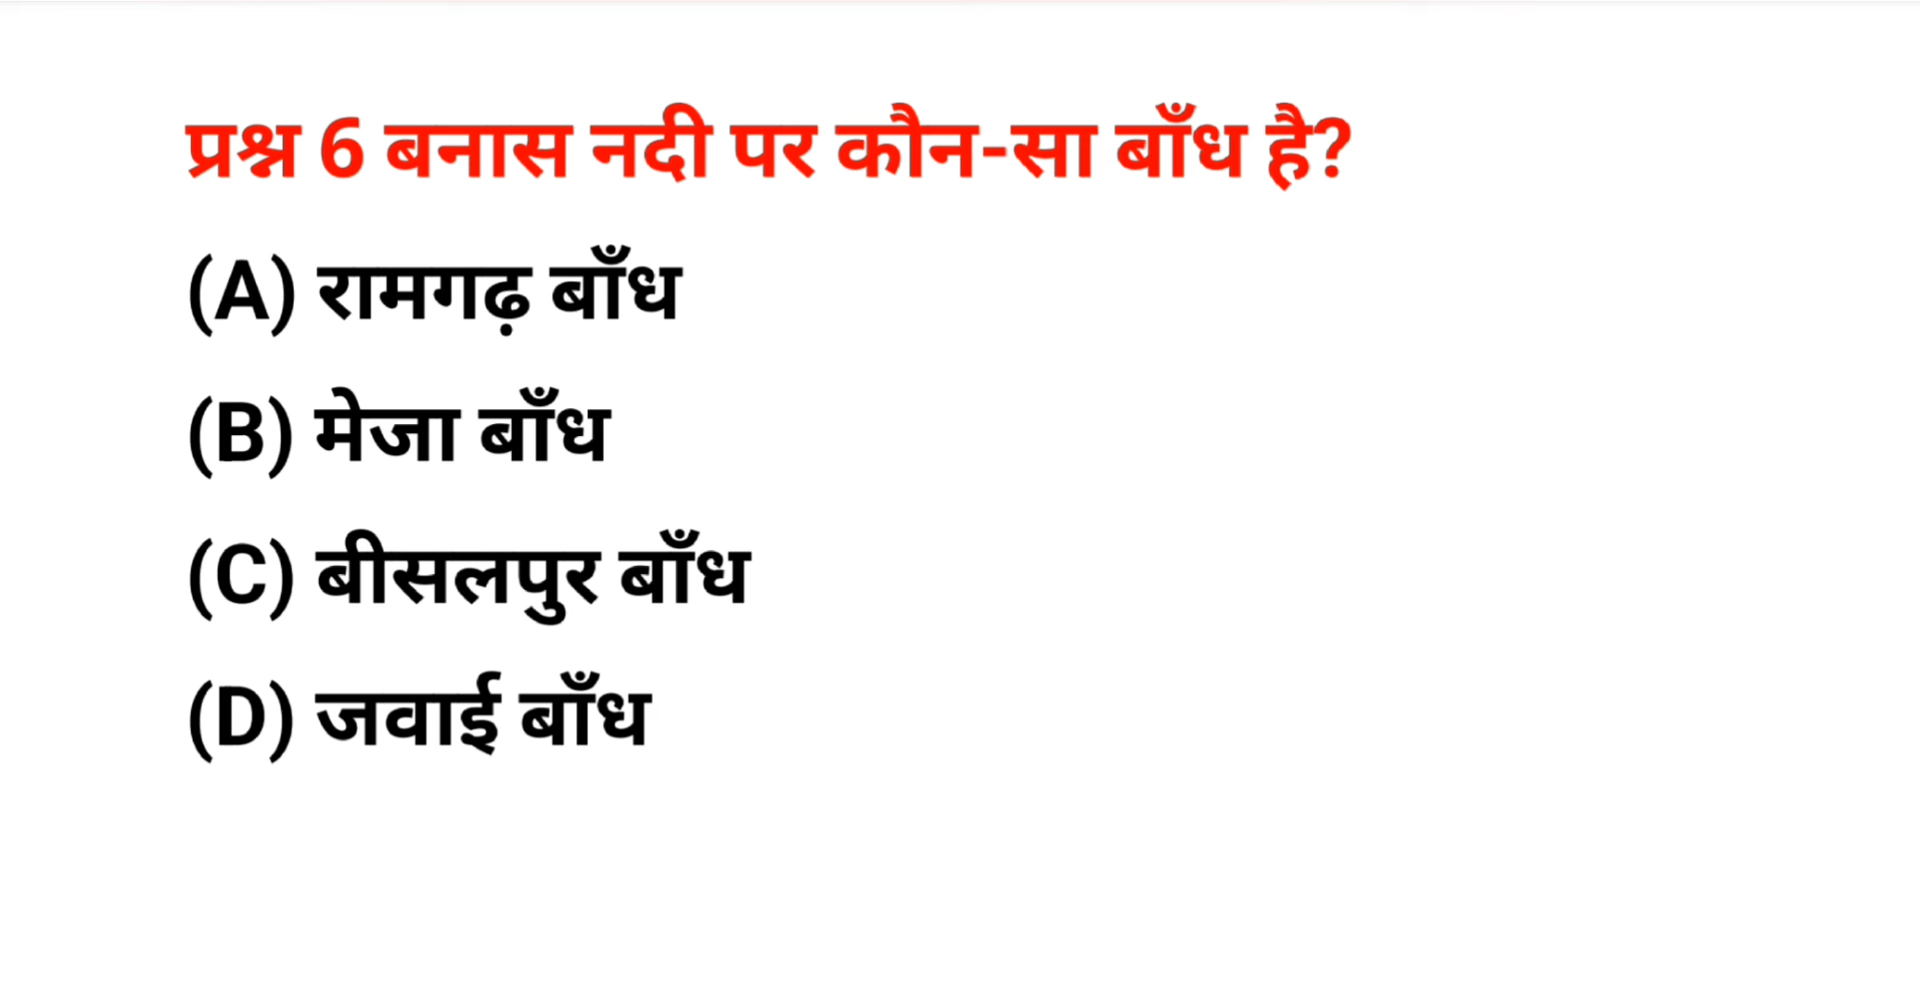 प्रश्न 6 बनास नदी पर कौन-सा बाँध है?
(A) रामगढ़ बाँध
(B) मेजा बाँध
(C) बीसलपुर बाँध
(D) जवाई बाँध